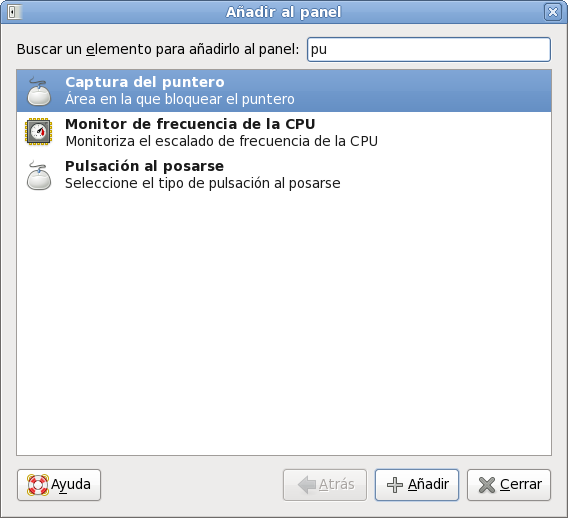 Añadir al panel
Buscar un elemento para añadirlo al panel: pu
Captura del puntero
Área en la que bloquear el puntero
Monitor de frecuencia de la CPU
Monitoriza el escalado de frecuencia de la CPU
Pulsación al posarse
Seleccione el tipo de pulsación al posarse
Ayuda Atrás Añadir Cerrar